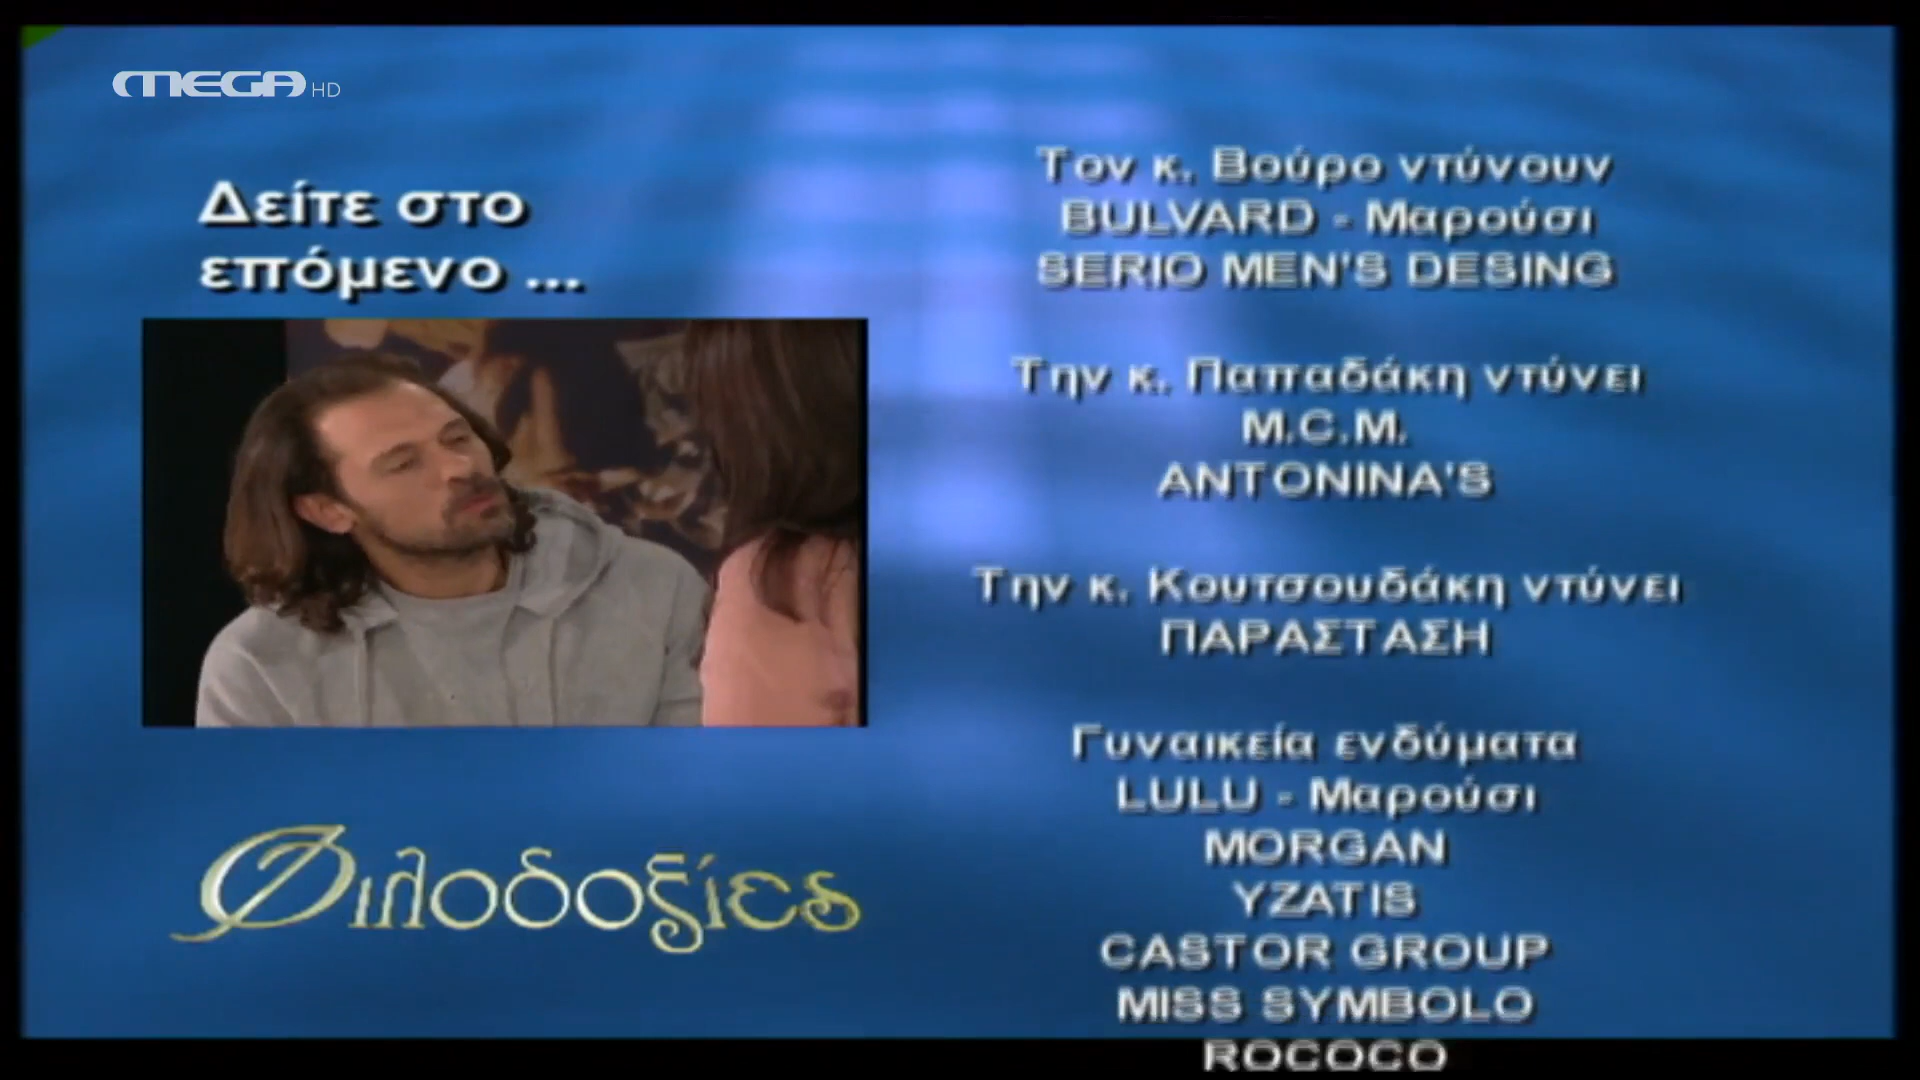 MEGA HD
Δείτε στο
επόμενο ...
Φιλοδοξίες
Τον κ. Βούρο ντύνουν
BULVARD - Μαρούσι
SERIO MEN'S DESING
Την κ. Παπαδάκη ντύνει
M.C.M.
ANTONINA'S
Την κ. Κουτσουδάκη ντύνει
ΠΑΡΑΣΤΑΣΗ
Γυναικεία ενδύματα
LULU - Μαρούσι
MORGAN
YZATIS
CASTOR GROUP
MISS SYMBOLO
ROCOCO